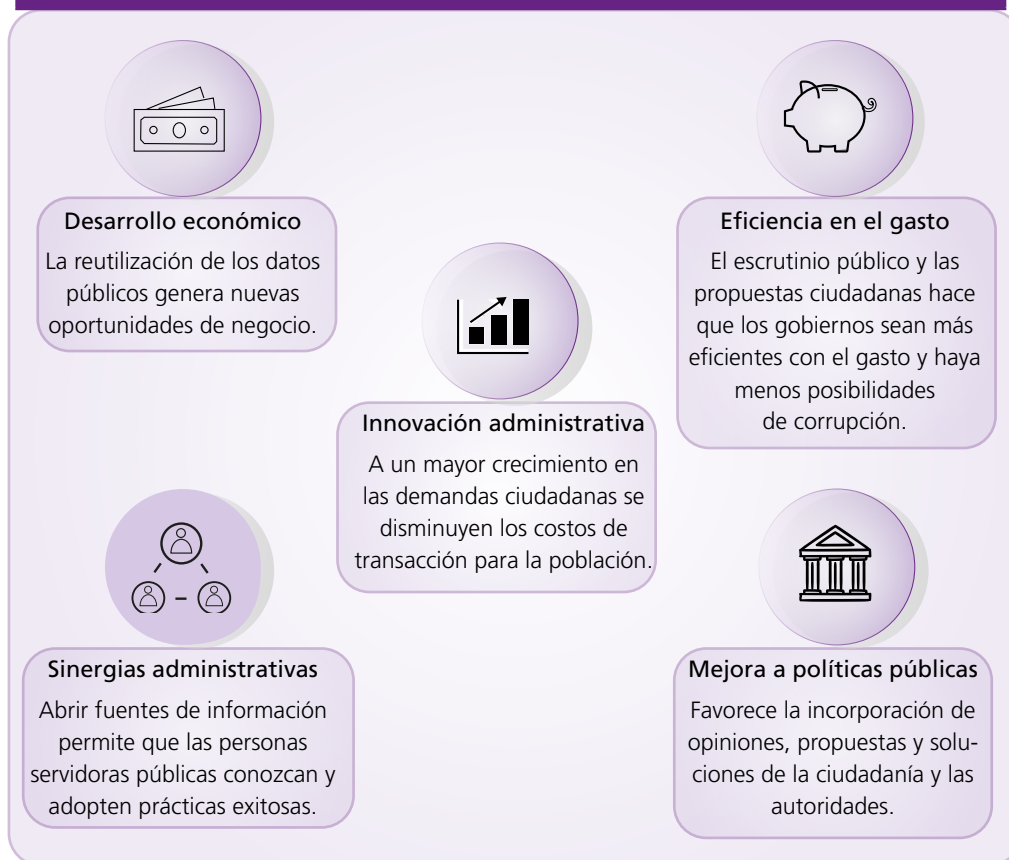 Desarrollo económico
La reutilización de los datos
públicos genera nuevas
oportunidades de negocio.
Eficiencia en el gasto
El escrutinio público y las
propuestas ciudadanas hace
que los gobiernos sean más
eficientes con el gasto y haya
menos posibilidades
de corrupción.
Innovación administrativa
A un mayor crecimiento en
las demandas ciudadanas se
disminuyen los costos de
transacción para la población.
Sinergias administrativas
Abrir fuentes de información
permite que las personas
servidoras públicas conozcan y
adopten prácticas exitosas.
Mejora a políticas públicas
Favorece la incorporación de
opiniones, propuestas y solu-
ciones de la ciudadanía y las
autoridades.